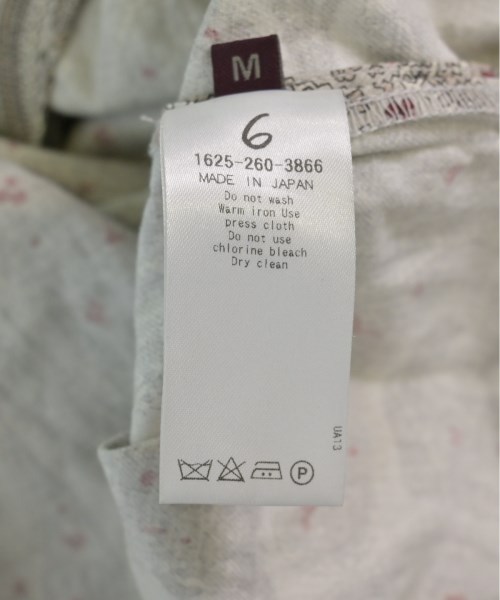 M
6
1625-260-3866
MADE IN JAPAN
Do not wash
Warm iron Use
press cloth
Do not use
chlorine bleach
Dry clean
UA13
P